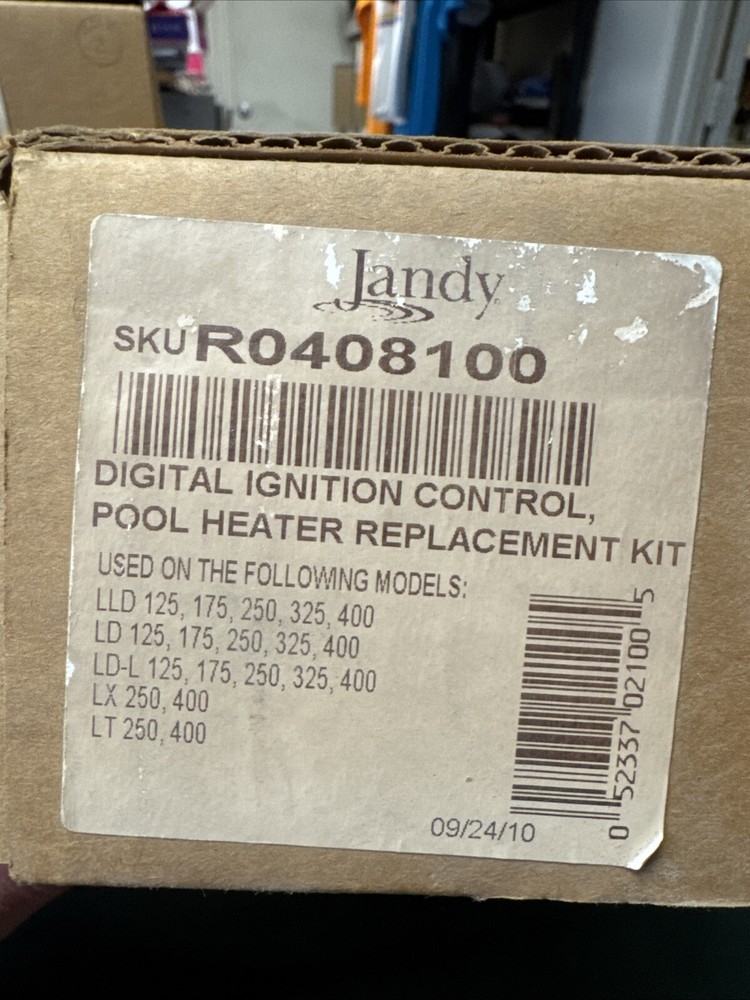 Jandy
SKU R0408100
DIGITAL IGNITION CONTROL,
POOL HEATER REPLACEMENT KIT
USED ON THE FOLLOWING MODELS:
LLD 125, 175, 250, 325, 400
LD 125, 175, 250, 325, 400
LD-L 125, 175, 250, 325, 400
LX 250, 400
LT 250, 400
0 52337 02100 5
09/24/10